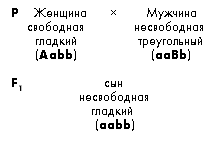 P Женщина × Мужчина
свободная несвободная
гладкий треугольный
(Aabb) (aaBb)
F1 сын
несвободная
гладкий
(aabb)